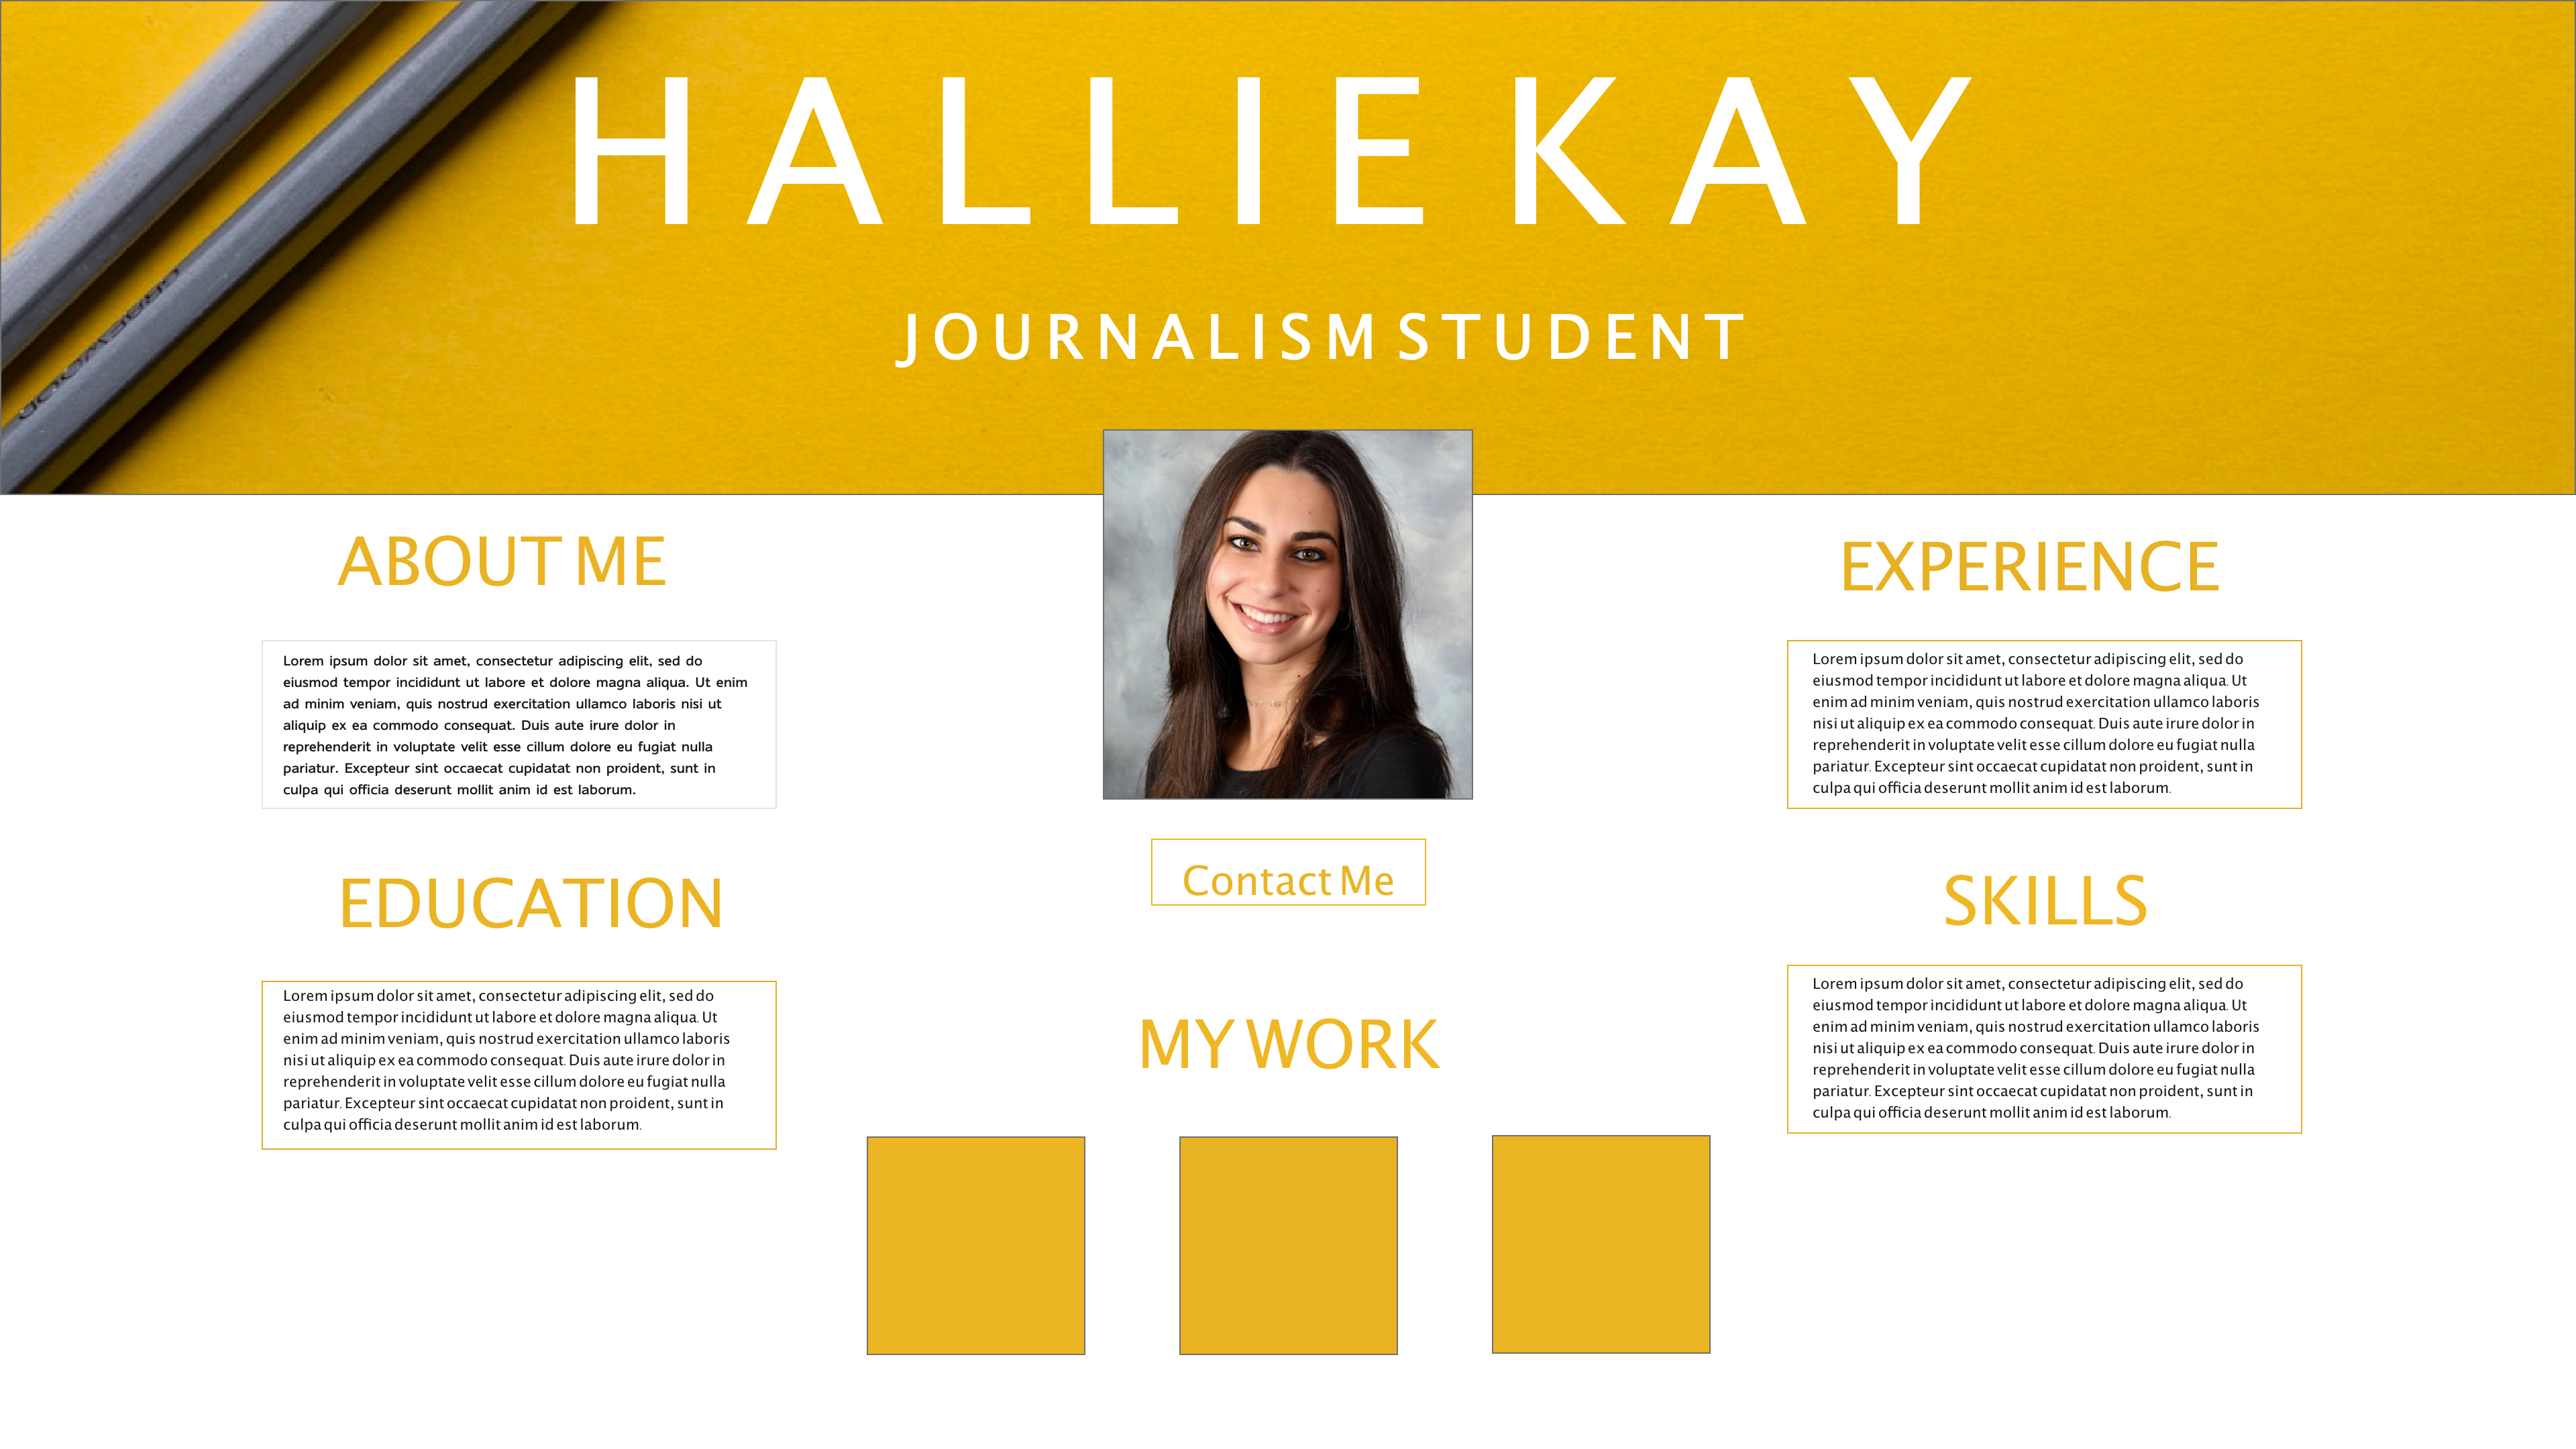 HALLIE KAY
JOURNALISM STUDENT
ABOUT ME
Lorem ipsum dolor sit amet, consectetur adipiscing elit, sed do
eiusmod tempor incididunt ut labore et dolore magna aliqua. Ut enim
ad minim veniam, quis nostrud exercitation ullamco laboris nisi ut
aliquip ex ea commodo consequat. Duis aute irure dolor in
reprehenderit in voluptate velit esse cillum dolore eu fugiat nulla
pariatur. Excepteur sint occaecat cupidatat non proident, sunt in
culpa qui officia deserunt mollit anim id est laborum.
EDUCATION
Lorem ipsum dolor sit amet, consectetur adipiscing elit, sed do
eiusmod tempor incididunt ut labore et dolore magna aliqua. Ut
enim ad minim veniam, quis nostrud exercitation ullamco laboris
nisi ut aliquip ex ea commodo consequat. Duis aute irure dolor in
reprehenderit in voluptate velit esse cillum dolore eu fugiat nulla
pariatur. Excepteur sint occaecat cupidatat non proident, sunt in
culpa qui officia deserunt mollit anim id est laborum.
Contact Me
MY WORK
EXPERIENCE
Lorem ipsum dolor sit amet, consectetur adipiscing elit, sed do
eiusmod tempor incididunt ut labore et dolore magna aliqua. Ut
enim ad minim veniam, quis nostrud exercitation ullamco laboris
nisi ut aliquip ex ea commodo consequat. Duis aute irure dolor in
reprehenderit in voluptate velit esse cillum dolore eu fugiat nulla
pariatur. Excepteur sint occaecat cupidatat non proident, sunt in
culpa qui officia deserunt mollit anim id est laborum.
SKILLS
Lorem ipsum dolor sit amet, consectetur adipiscing elit, sed do
eiusmod tempor incididunt ut labore et dolore magna aliqua. Ut
enim ad minim veniam, quis nostrud exercitation ullamco laboris
nisi ut aliquip ex ea commodo consequat. Duis aute irure dolor in
reprehenderit in voluptate velit esse cillum dolore eu fugiat nulla
pariatur. Excepteur sint occaecat cupidatat non proident, sunt in
culpa qui officia deserunt mollit anim id est laborum.